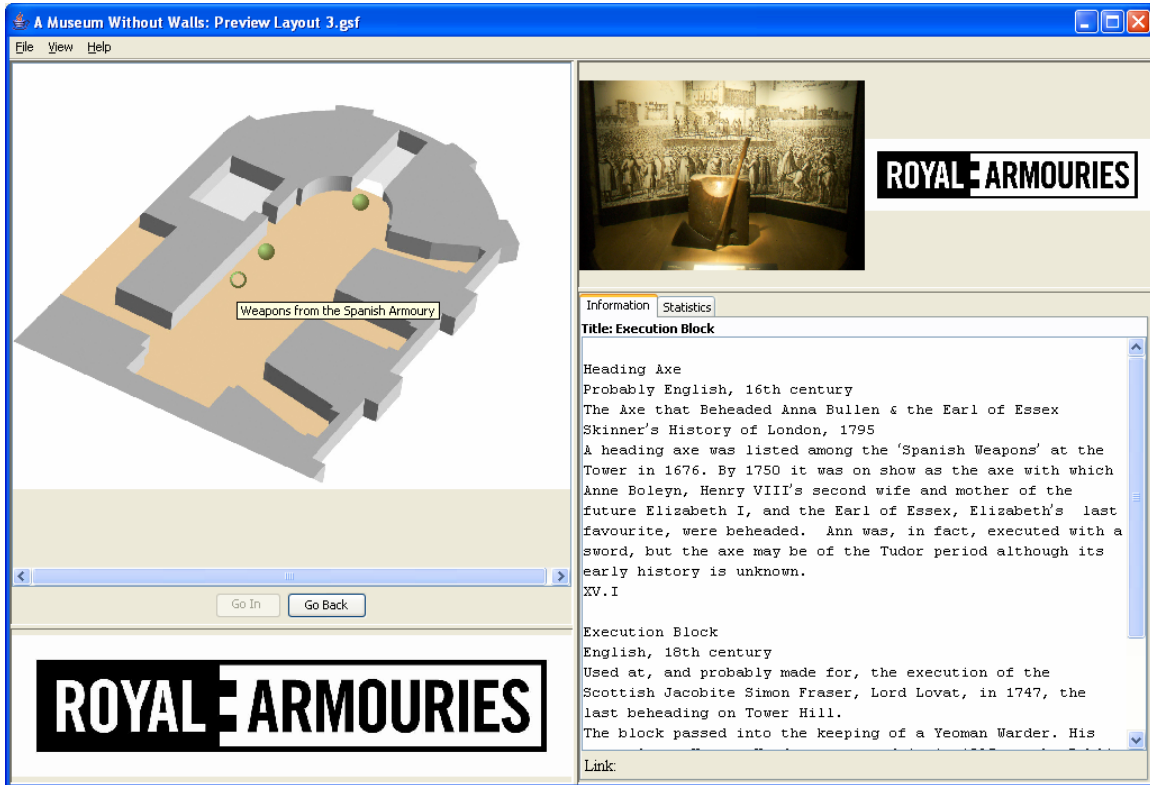 A Museum Without Walls: Preview Layout 3.gsf
File View Help
Weapons from the Spanish Armoury
Go In Go Back
ROYAL ARMOURIES
ROYAL ARMOURIES
Information Statistics
Title: Execution Block
Heading Axe
Probably English, 16th century
The Axe that Beheaded Anna Bullen & the Earl of Essex
Skinner's History of London, 1795
A heading axe was listed among the 'Spanish Weapons' at the
Tower in 1676. By 1750 it was on show as the axe with which
Anne Boleyn, Henry VIII's second wife and mother of the
future Elizabeth I, and the Earl of Essex, Elizabeth's  last
favourite, were beheaded.  Ann was, in fact, executed with a
sword, but the axe may be of the Tudor period although its
early history is unknown.
XV.I
Execution Block
English, 18th century
Used at, and probably made for, the execution of the
Scottish Jacobite Simon Fraser, Lord Lovat, in 1747, the
last beheading on Tower Hill.
The block passed into the keeping of a Yeoman Warder. His
Link: